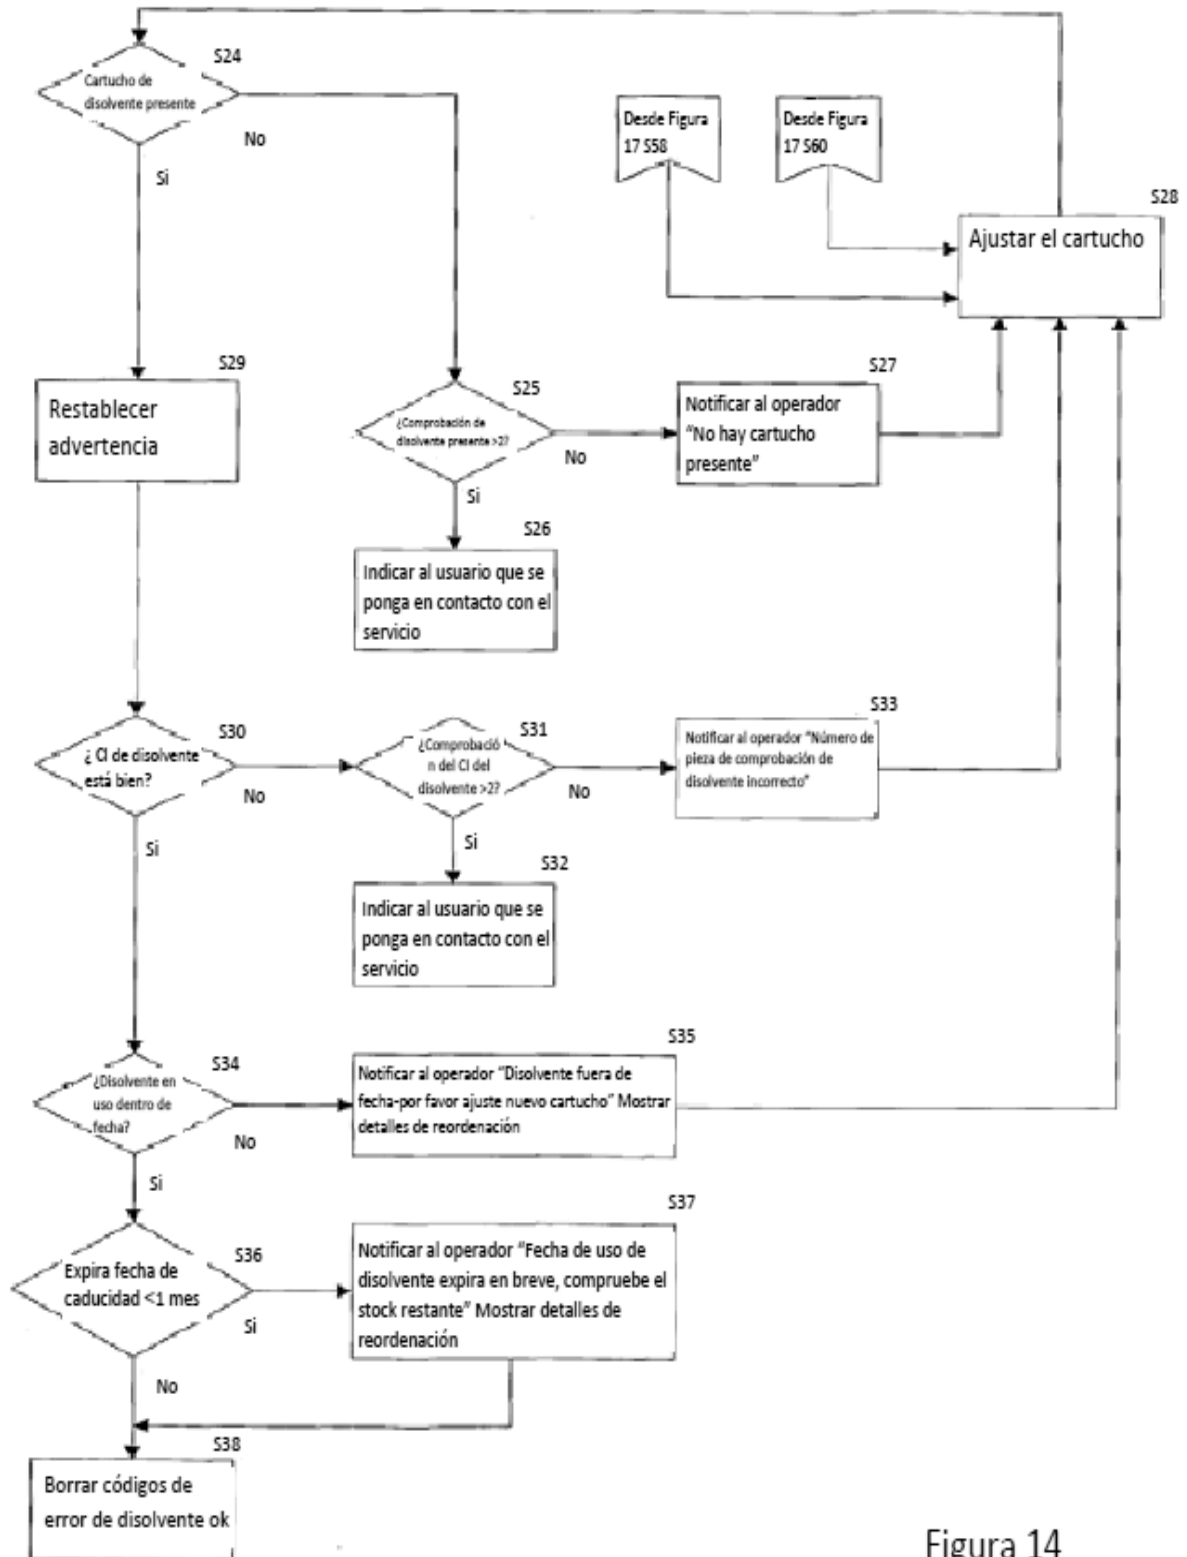 S24
Cartucho de
disolvente presente
No
Si
Desde Figura
17 S58
Desde Figura
17 S60
S28
Ajustar el cartucho
S29
Restablecer
advertencia
S25
¿Comprobación de
disolvente presente >2?
No
Si
S27
Notificar al operador
“No hay cartucho
presente”
S26
Indicar al usuario que se
ponga en contacto con el
servicio
S30
¿ CI de disolvente
está bien?
No
Si
S31
¿Comprobació
n del CI del
disolvente >2?
No
Si
S33
Notificar al operador “Número de
pieza de comprobación de
disolvente incorrecto”
S32
Indicar al usuario que se
ponga en contacto con el
servicio
S34
¿Disolvente en
uso dentro de
fecha?
No
Si
S35
Notificar al operador “Disolvente fuera de
fecha-por favor ajuste nuevo cartucho” Mostrar
detalles de reordenación
S36
Expira fecha de
caducidad <1 mes
Si
No
S37
Notificar al operador “Fecha de uso de
disolvente expira en breve, compruebe el
stock restante” Mostrar detalles de
reordenación
S38
Borrar códigos de
error de disolvente ok
Figura 14